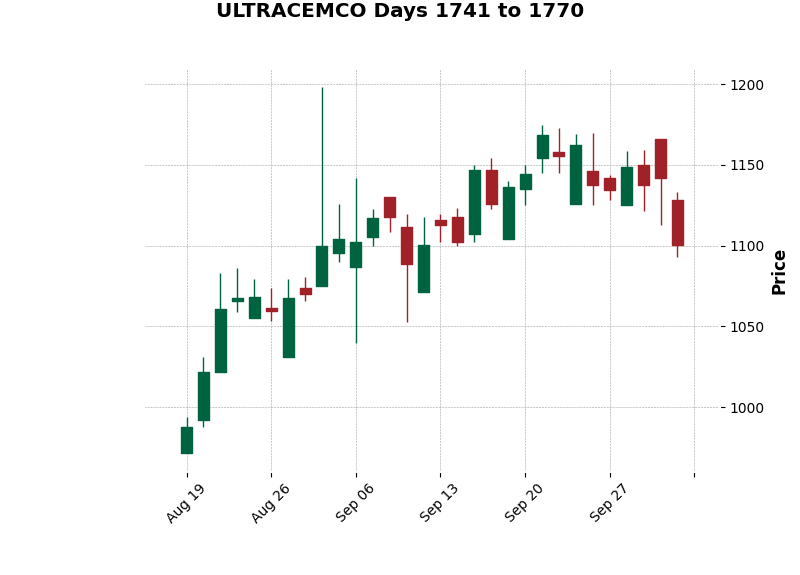 ULTRACEMCO Days 1741 to 1770
1200
1150
1100
1050
1000
Price
Aug 19
Aug 26
Sep 06
Sep 13
Sep 20
Sep 27